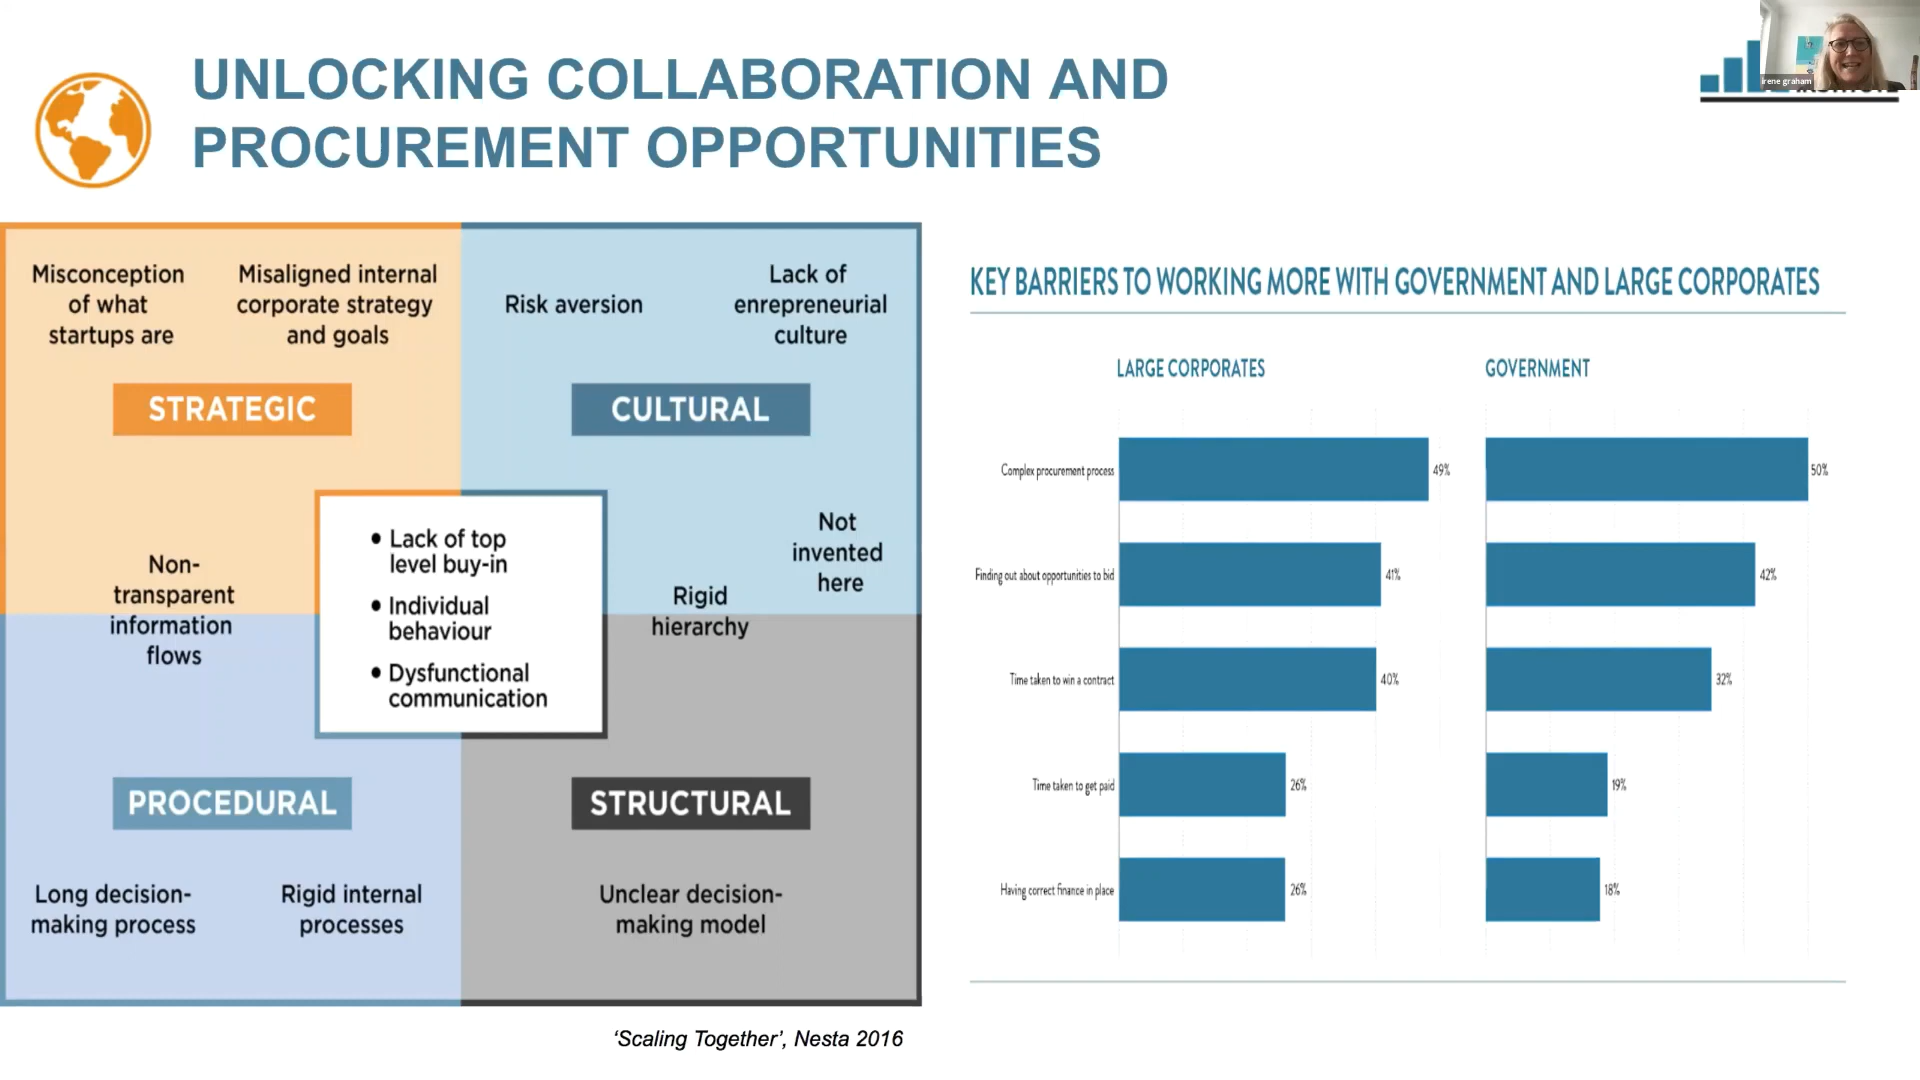 UNLOCKING COLLABORATION AND
PROCUREMENT OPPORTUNITIES
irene graham
Misconception
of what
startups are
Misaligned internal
corporate strategy
and goals
STRATEGIC
Risk aversion
Lack of
enrepreneurial
culture
CULTURAL
Non-
transparent
information
flows
• Lack of top
level buy-in
• Individual
behaviour
• Dysfunctional
communication
Rigid
hierarchy
Not
invented
here
PROCEDURAL
Long decision-
making process
Rigid internal
processes
STRUCTURAL
Unclear decision-
making model
'Scaling Together', Nesta 2016
KEY BARRIERS TO WORKING MORE WITH GOVERNMENT AND LARGE CORPORATES
LARGE CORPORATES GOVERNMENT
Complex procurement process 49% 50%
Finding out about opportunities to bid 41% 42%
Time taken to win a contract 40% 32%
Time taken to get paid 26% 19%
Having correct finance in place 26% 18%